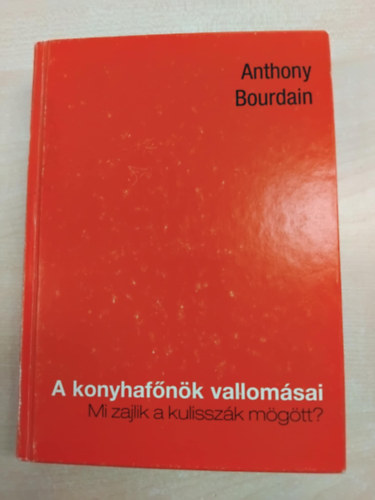 Anthony
Bourdain
A konyhafőnök vallomásai
Mi zajlik a kulisszák mögött?